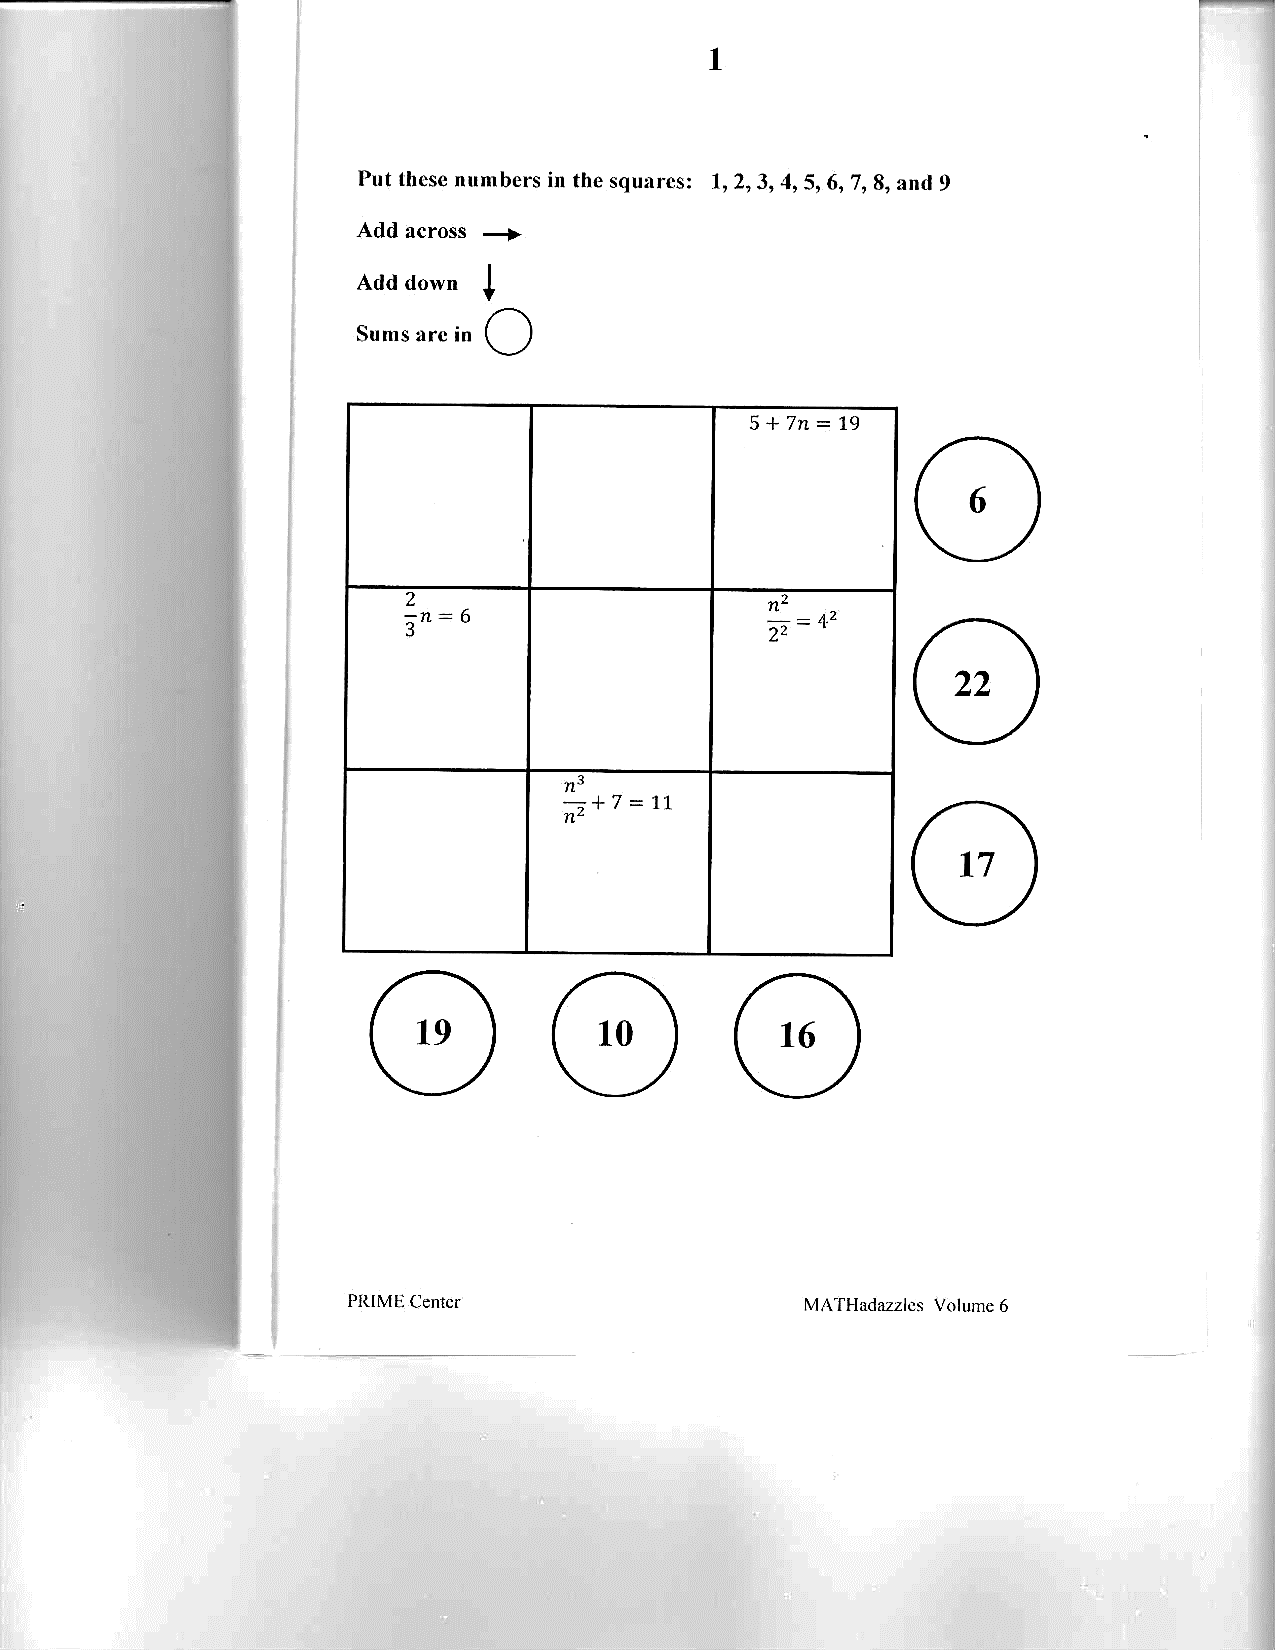 1
Put these numbers in the squares: 1, 2, 3, 4, 5, 6, 7, 8, and 9
Add across
Add down
Sums are in
5 + 7n = 19
6
2/3 n = 6
n²/2² = 4²
22
n³/n² + 7 = 11
17
19 10 16
PRIME Center MATHadazzles Volume 6